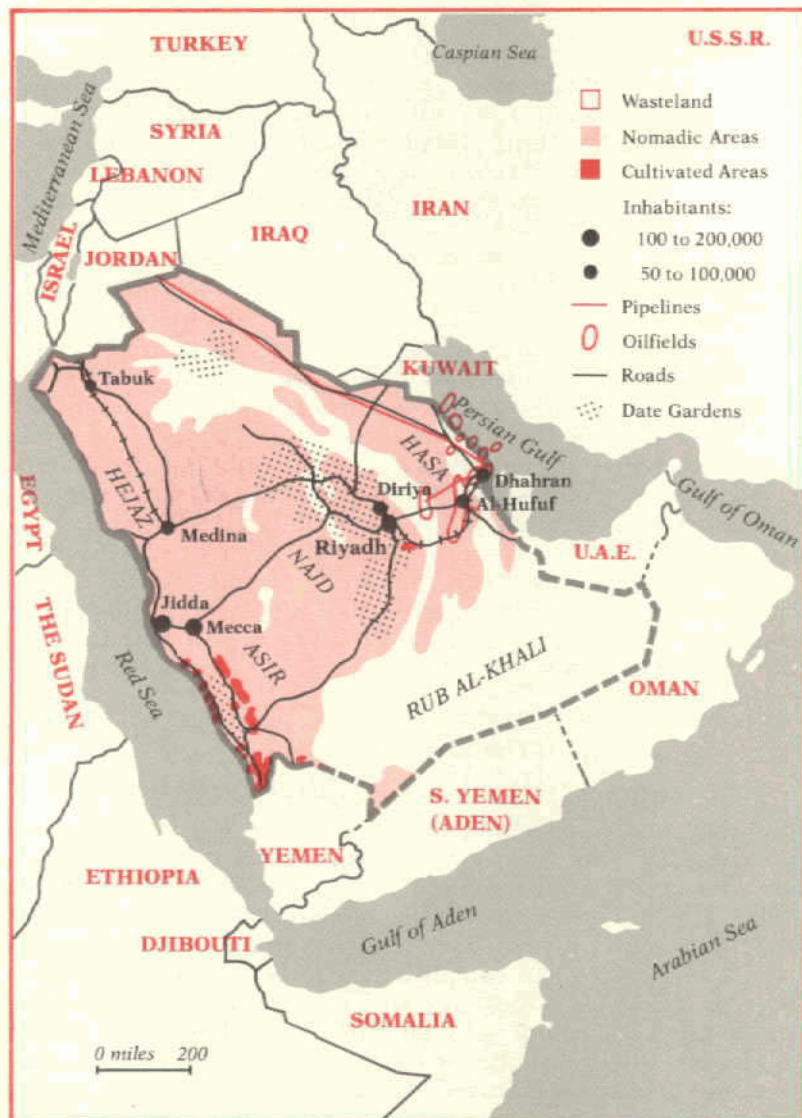 TURKEY
Caspian Sea
U.S.S.R.
Mediterranean Sea
SYRIA
LEBANON
ISRAEL
JORDAN
IRAQ
IRAN
Wasteland
Nomadic Areas
Cultivated Areas
Inhabitants:
100 to 200,000
50 to 100,000
Pipelines
Oilfields
Roads
Date Gardens
KUWAIT
Persian Gulf
Tabuk
HASA
HEJAZ
Dhahran
Diriya
Al-Hufuf
Gulf of Oman
EGYPT
Medina
Riyadh
U.A.E.
NAJD
Jidda
Mecca
THE SUDAN
Red Sea
ASIR
RUB AL-KHALI
OMAN
S. YEMEN
(ADEN)
YEMEN
ETHIOPIA
Gulf of Aden
DJIBOUTI
Arabian Sea
SOMALIA
0 miles 200